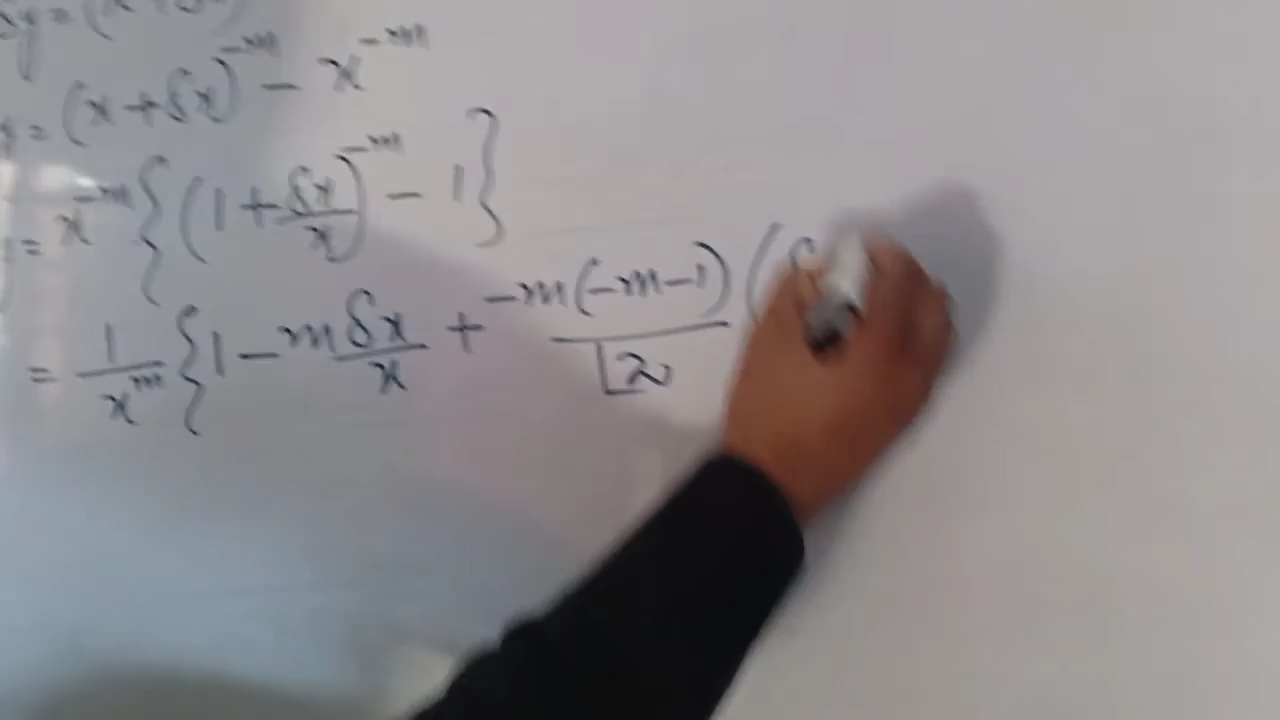 y = (x
= (x + δx)^{-m} - x^{-m}
= x^{-m} { (1 + δx/x)^{-m} - 1 }
= 1/x^m { 1 - m δx/x + -m(-m-1)/⌊2 (δ